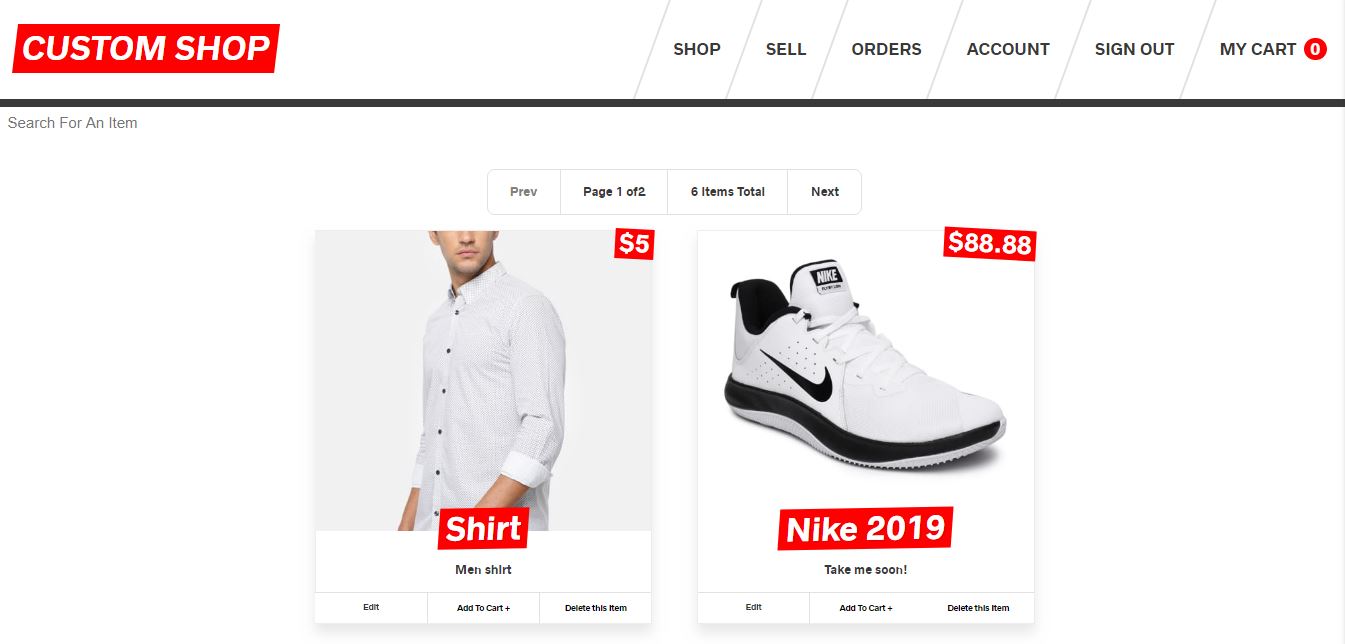 CUSTOM SHOP
SHOP
SELL
ORDERS
ACCOUNT
SIGN OUT
MY CART 0
Search For An Item
Prev
Page 1 of2
6 Items Total
Next
$5
Shirt
Men shirt
Edit
Add To Cart +
Delete this Item
$88.88
NIKE
Nike 2019
Take me soon!
Edit
Add To Cart +
Delete this Item